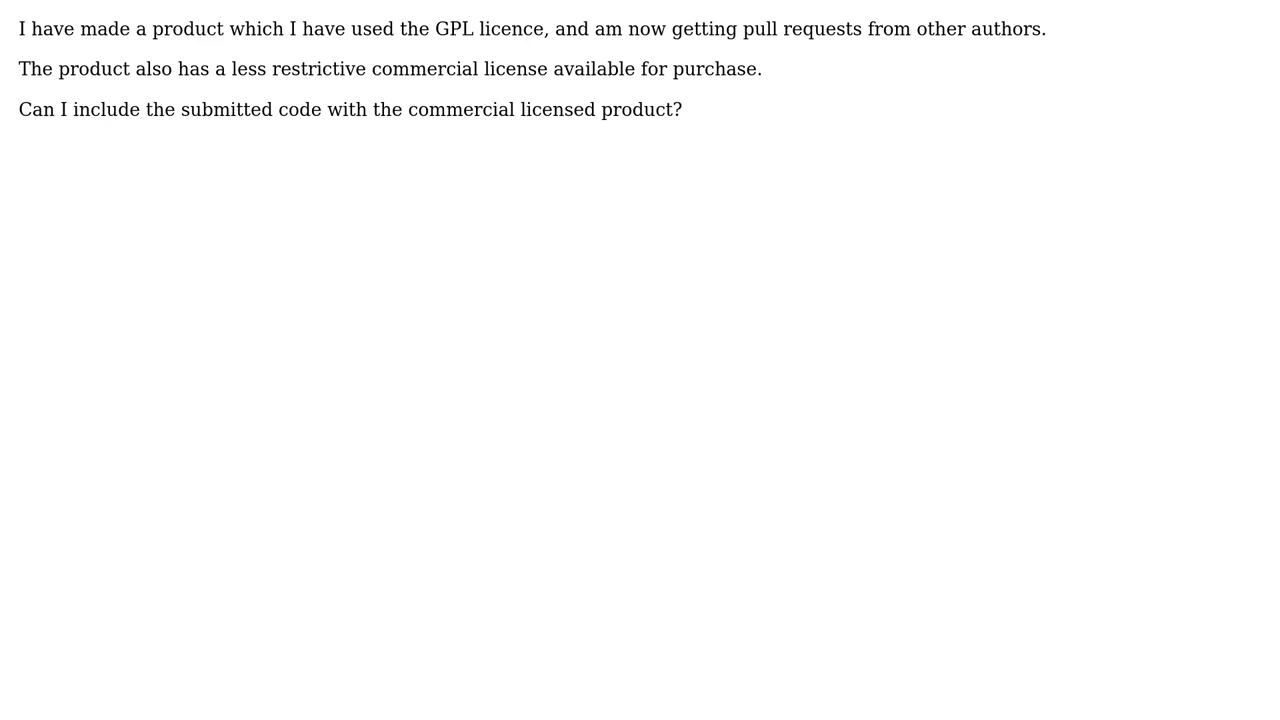 I have made a product which I have used the GPL licence, and am now getting pull requests from other authors.
The product also has a less restrictive commercial license available for purchase.
Can I include the submitted code with the commercial licensed product?